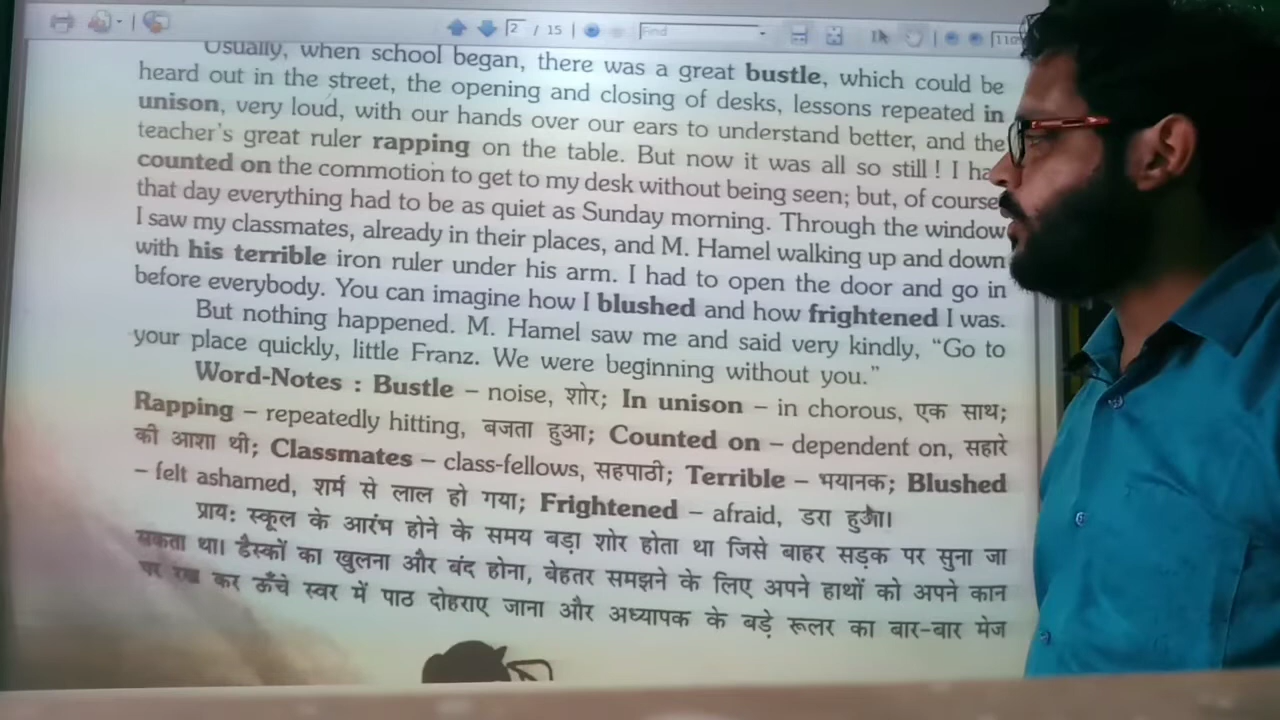 2 / 15
Find
110
Usually, when school began, there was a great bustle, which could be
heard out in the street, the opening and closing of desks, lessons repeated in
unison, very loud, with our hands over our ears to understand better, and the
teacher's great ruler rapping on the table. But now it was all so still ! I ha
counted on the commotion to get to my desk without being seen; but, of course
that day everything had to be as quiet as Sunday morning. Through the window
I saw my classmates, already in their places, and M. Hamel walking up and down
with his terrible iron ruler under his arm. I had to open the door and go in
before everybody. You can imagine how I blushed and how frightened I was.
But nothing happened. M. Hamel saw me and said very kindly, “Go to
your place quickly, little Franz. We were beginning without you.”
Word-Notes : Bustle – noise, शोर; In unison – in chorous, एक साथ;
Rapping – repeatedly hitting, बजता हुआ; Counted on – dependent on, सहारे
की आशा थी; Classmates – class-fellows, सहपाठी; Terrible – भयानक; Blushed
– felt ashamed, शर्म से लाल हो गया; Frightened – afraid, डरा हुआ।
प्राय: स्कूल के आरंभ होने के समय बड़ा शोर होता था जिसे बाहर सड़क पर सुना जा
सकता था। डैस्कों का खुलना और बंद होना, बेहतर समझने के लिए अपने हाथों को अपने कान
पर रख कर ऊँचे स्वर में पाठ दोहराए जाना और अध्यापक के बड़े रूलर का बार-बार मेज